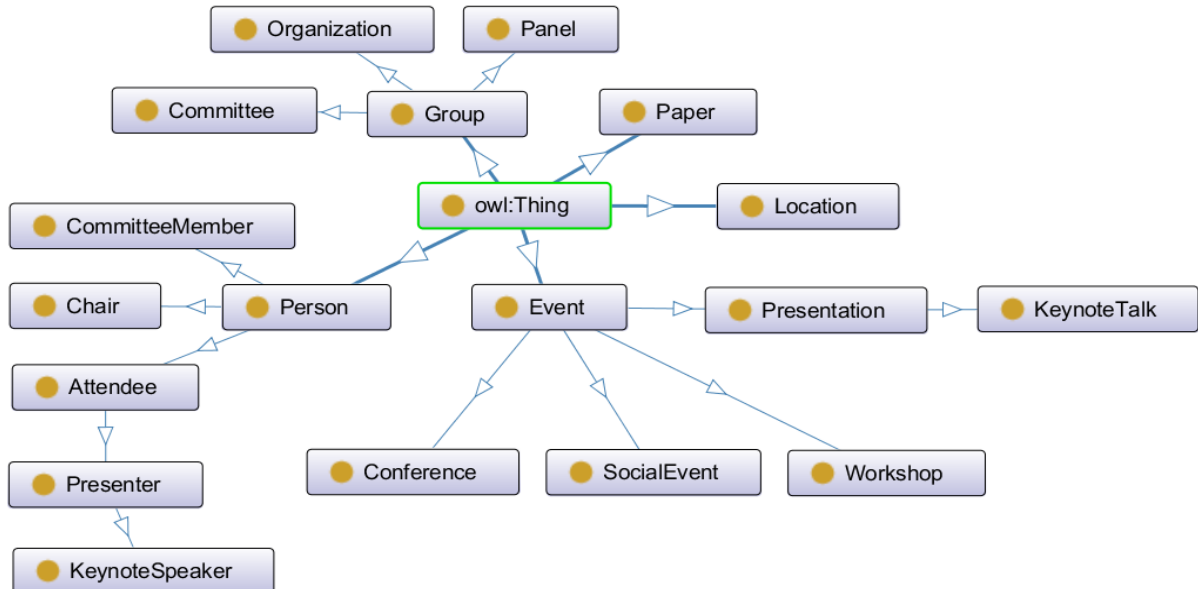 Organization
Panel
Committee
Group
Paper
owl:Thing
Location
CommitteeMember
Chair
Person
Event
Presentation
KeynoteTalk
Attendee
Presenter
Conference
SocialEvent
Workshop
KeynoteSpeaker